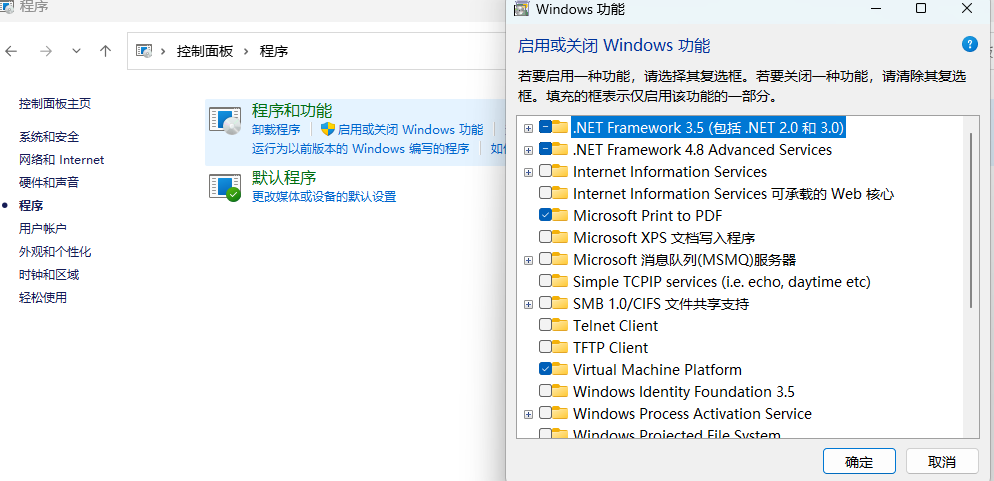 程序
控制面板 › 程序
控制面板主页
系统和安全
网络和 Internet
硬件和声音
程序
用户帐户
外观和个性化
时钟和区域
轻松使用
程序和功能
卸载程序 启用或关闭 Windows 功能
运行为以前版本的 Windows 编写的程序 如
默认程序
更改媒体或设备的默认设置
Windows 功能
启用或关闭 Windows 功能
若要启用一种功能，请选择其复选框。若要关闭一种功能，请清除其复选
框。填充的框表示仅启用该功能的一部分。
.NET Framework 3.5 (包括 .NET 2.0 和 3.0)
.NET Framework 4.8 Advanced Services
Internet Information Services
Internet Information Services 可承载的 Web 核心
Microsoft Print to PDF
Microsoft XPS 文档写入程序
Microsoft 消息队列(MSMQ)服务器
Simple TCPIP services (i.e. echo, daytime etc)
SMB 1.0/CIFS 文件共享支持
Telnet Client
TFTP Client
Virtual Machine Platform
Windows Identity Foundation 3.5
Windows Process Activation Service
Windows Projected File System
确定 取消